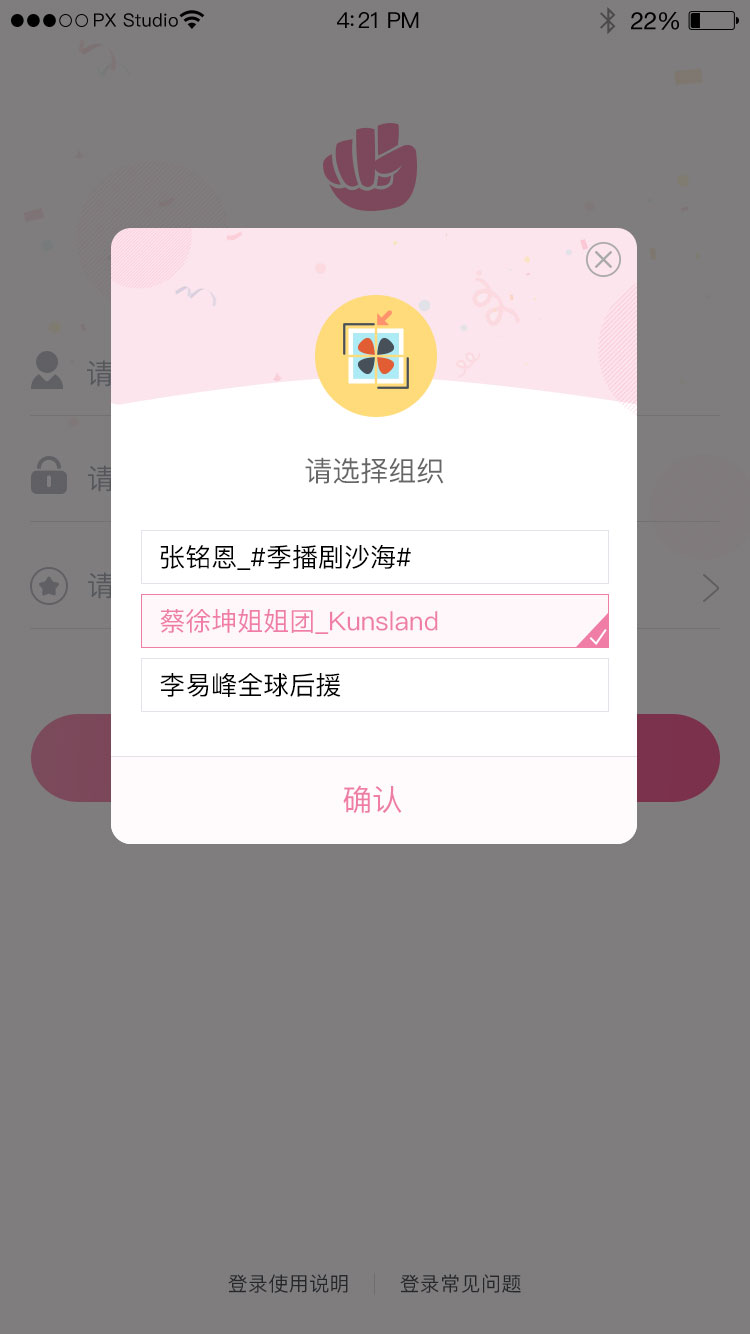 PX Studio 4:21 PM 22%
请
请选择组织
请
张铭恩_#季播剧沙海#
请
蔡徐坤姐姐团_Kunsland
李易峰全球后援
确认
登录使用说明 登录常见问题